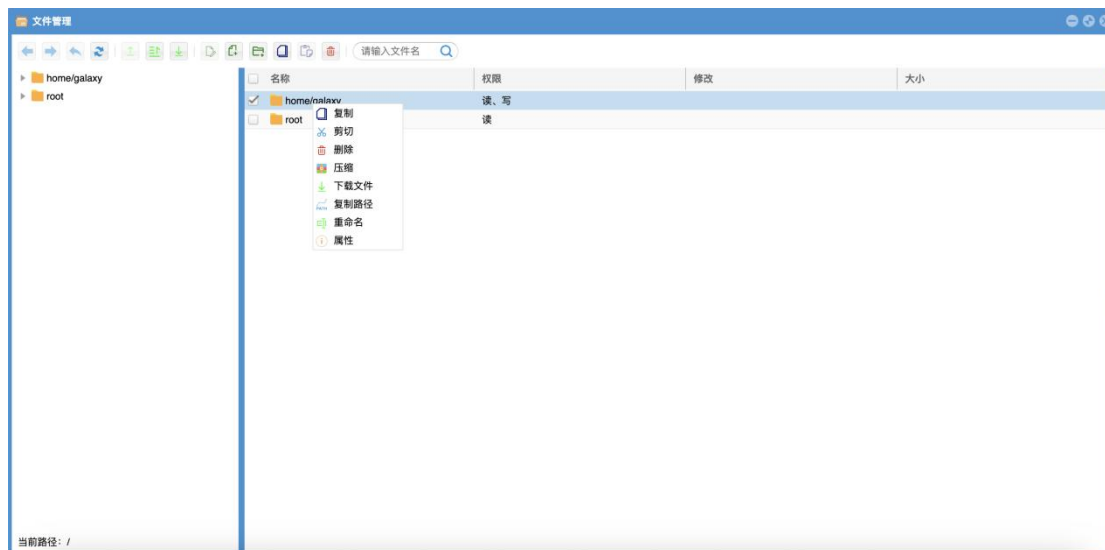 文件管理
请输入文件名
home/galaxy
root
名称 权限 修改 大小
home/galaxy 读、写
root 读
复制
剪切
删除
压缩
下载文件
复制路径
重命名
属性
当前路径： /